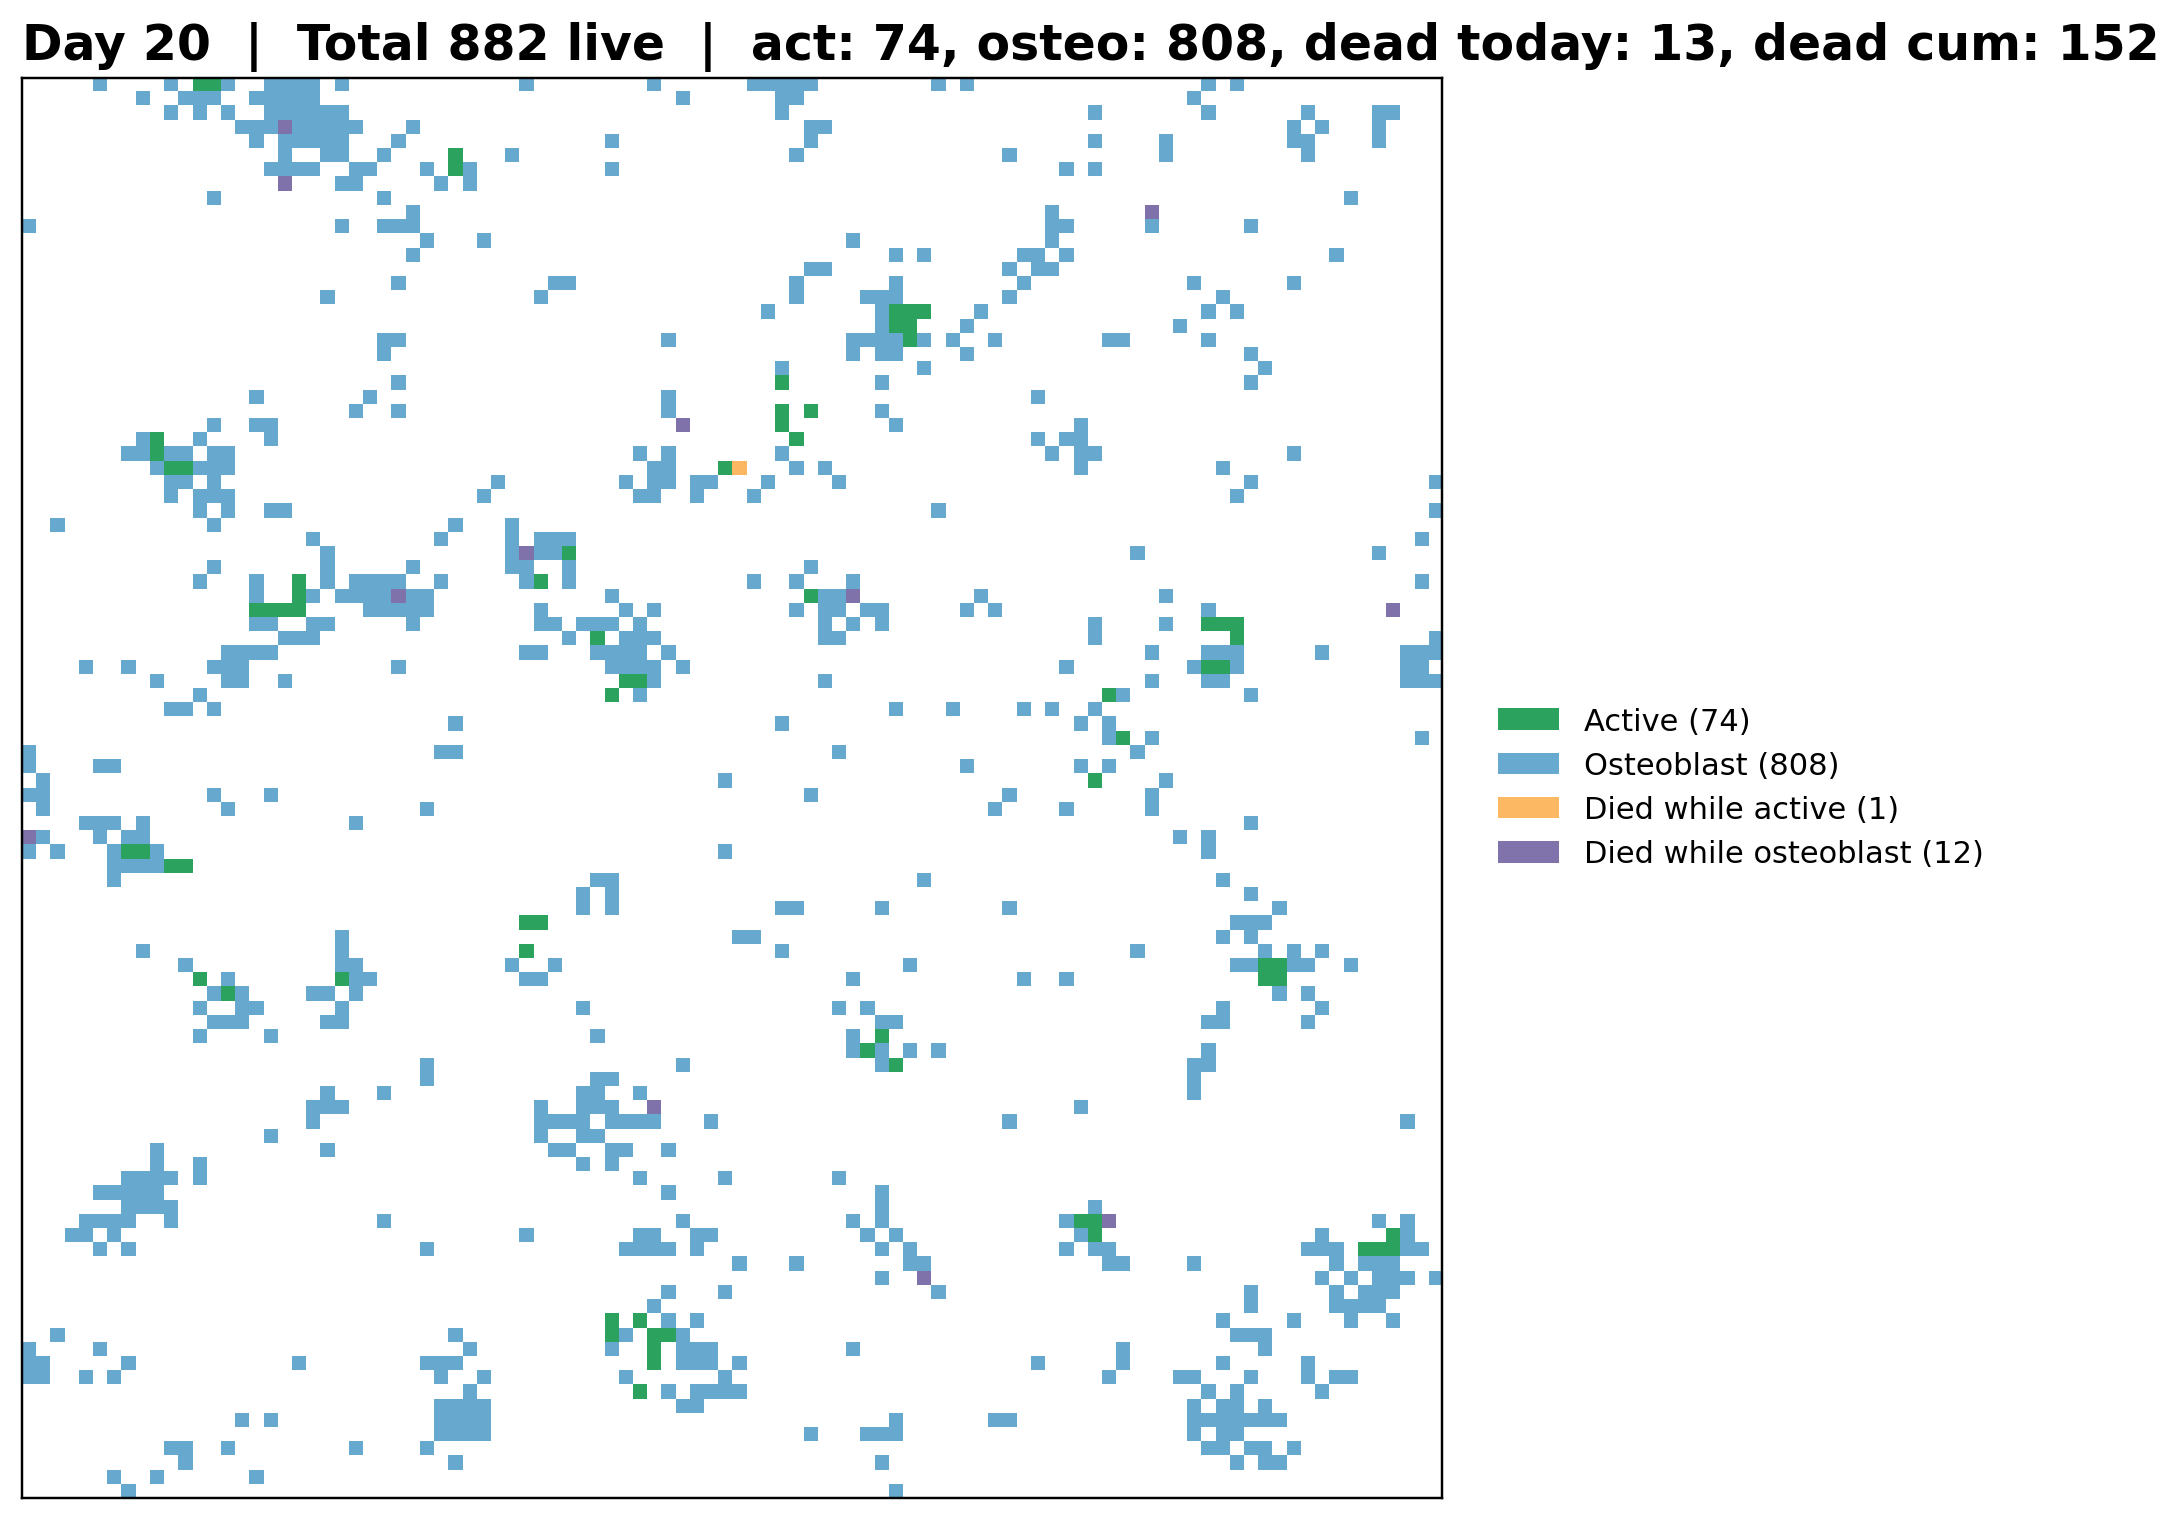 Day 20 | Total 882 live | act: 74, osteo: 808, dead today: 13, dead cum: 152
Active (74)
Osteoblast (808)
Died while active (1)
Died while osteoblast (12)